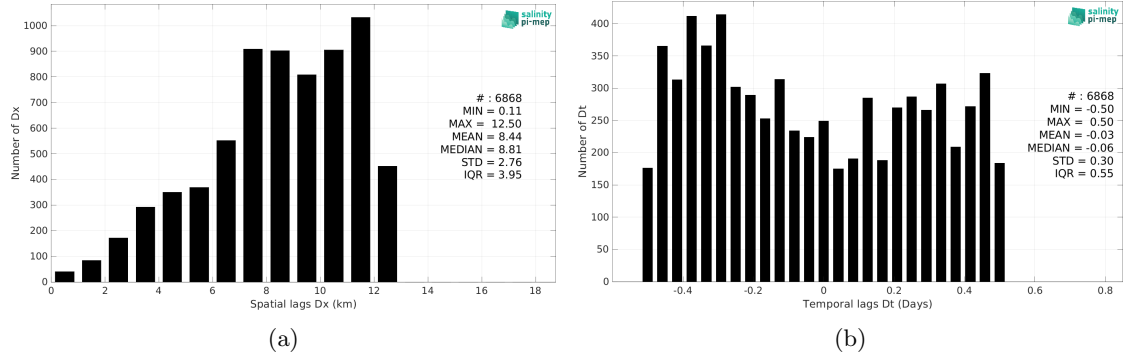 1000
900
800
700
600
500
400
300
200
100
0
Number of Dx
salinity
pi-mep
# : 6868
MIN = 0.11
MAX = 12.50
MEAN = 8.44
MEDIAN = 8.81
STD = 2.76
IQR = 3.95
0 2 4 6 8 10 12 14 16 18
Spatial lags Dx (km)
(a)
400
350
300
250
200
150
100
50
0
Number of Dt
salinity
pi-mep
# : 6868
MIN = -0.50
MAX = 0.50
MEAN = -0.03
MEDIAN = -0.06
STD = 0.30
IQR = 0.55
-0.4 -0.2 0 0.2 0.4 0.6 0.8
Temporal lags Dt (Days)
(b)